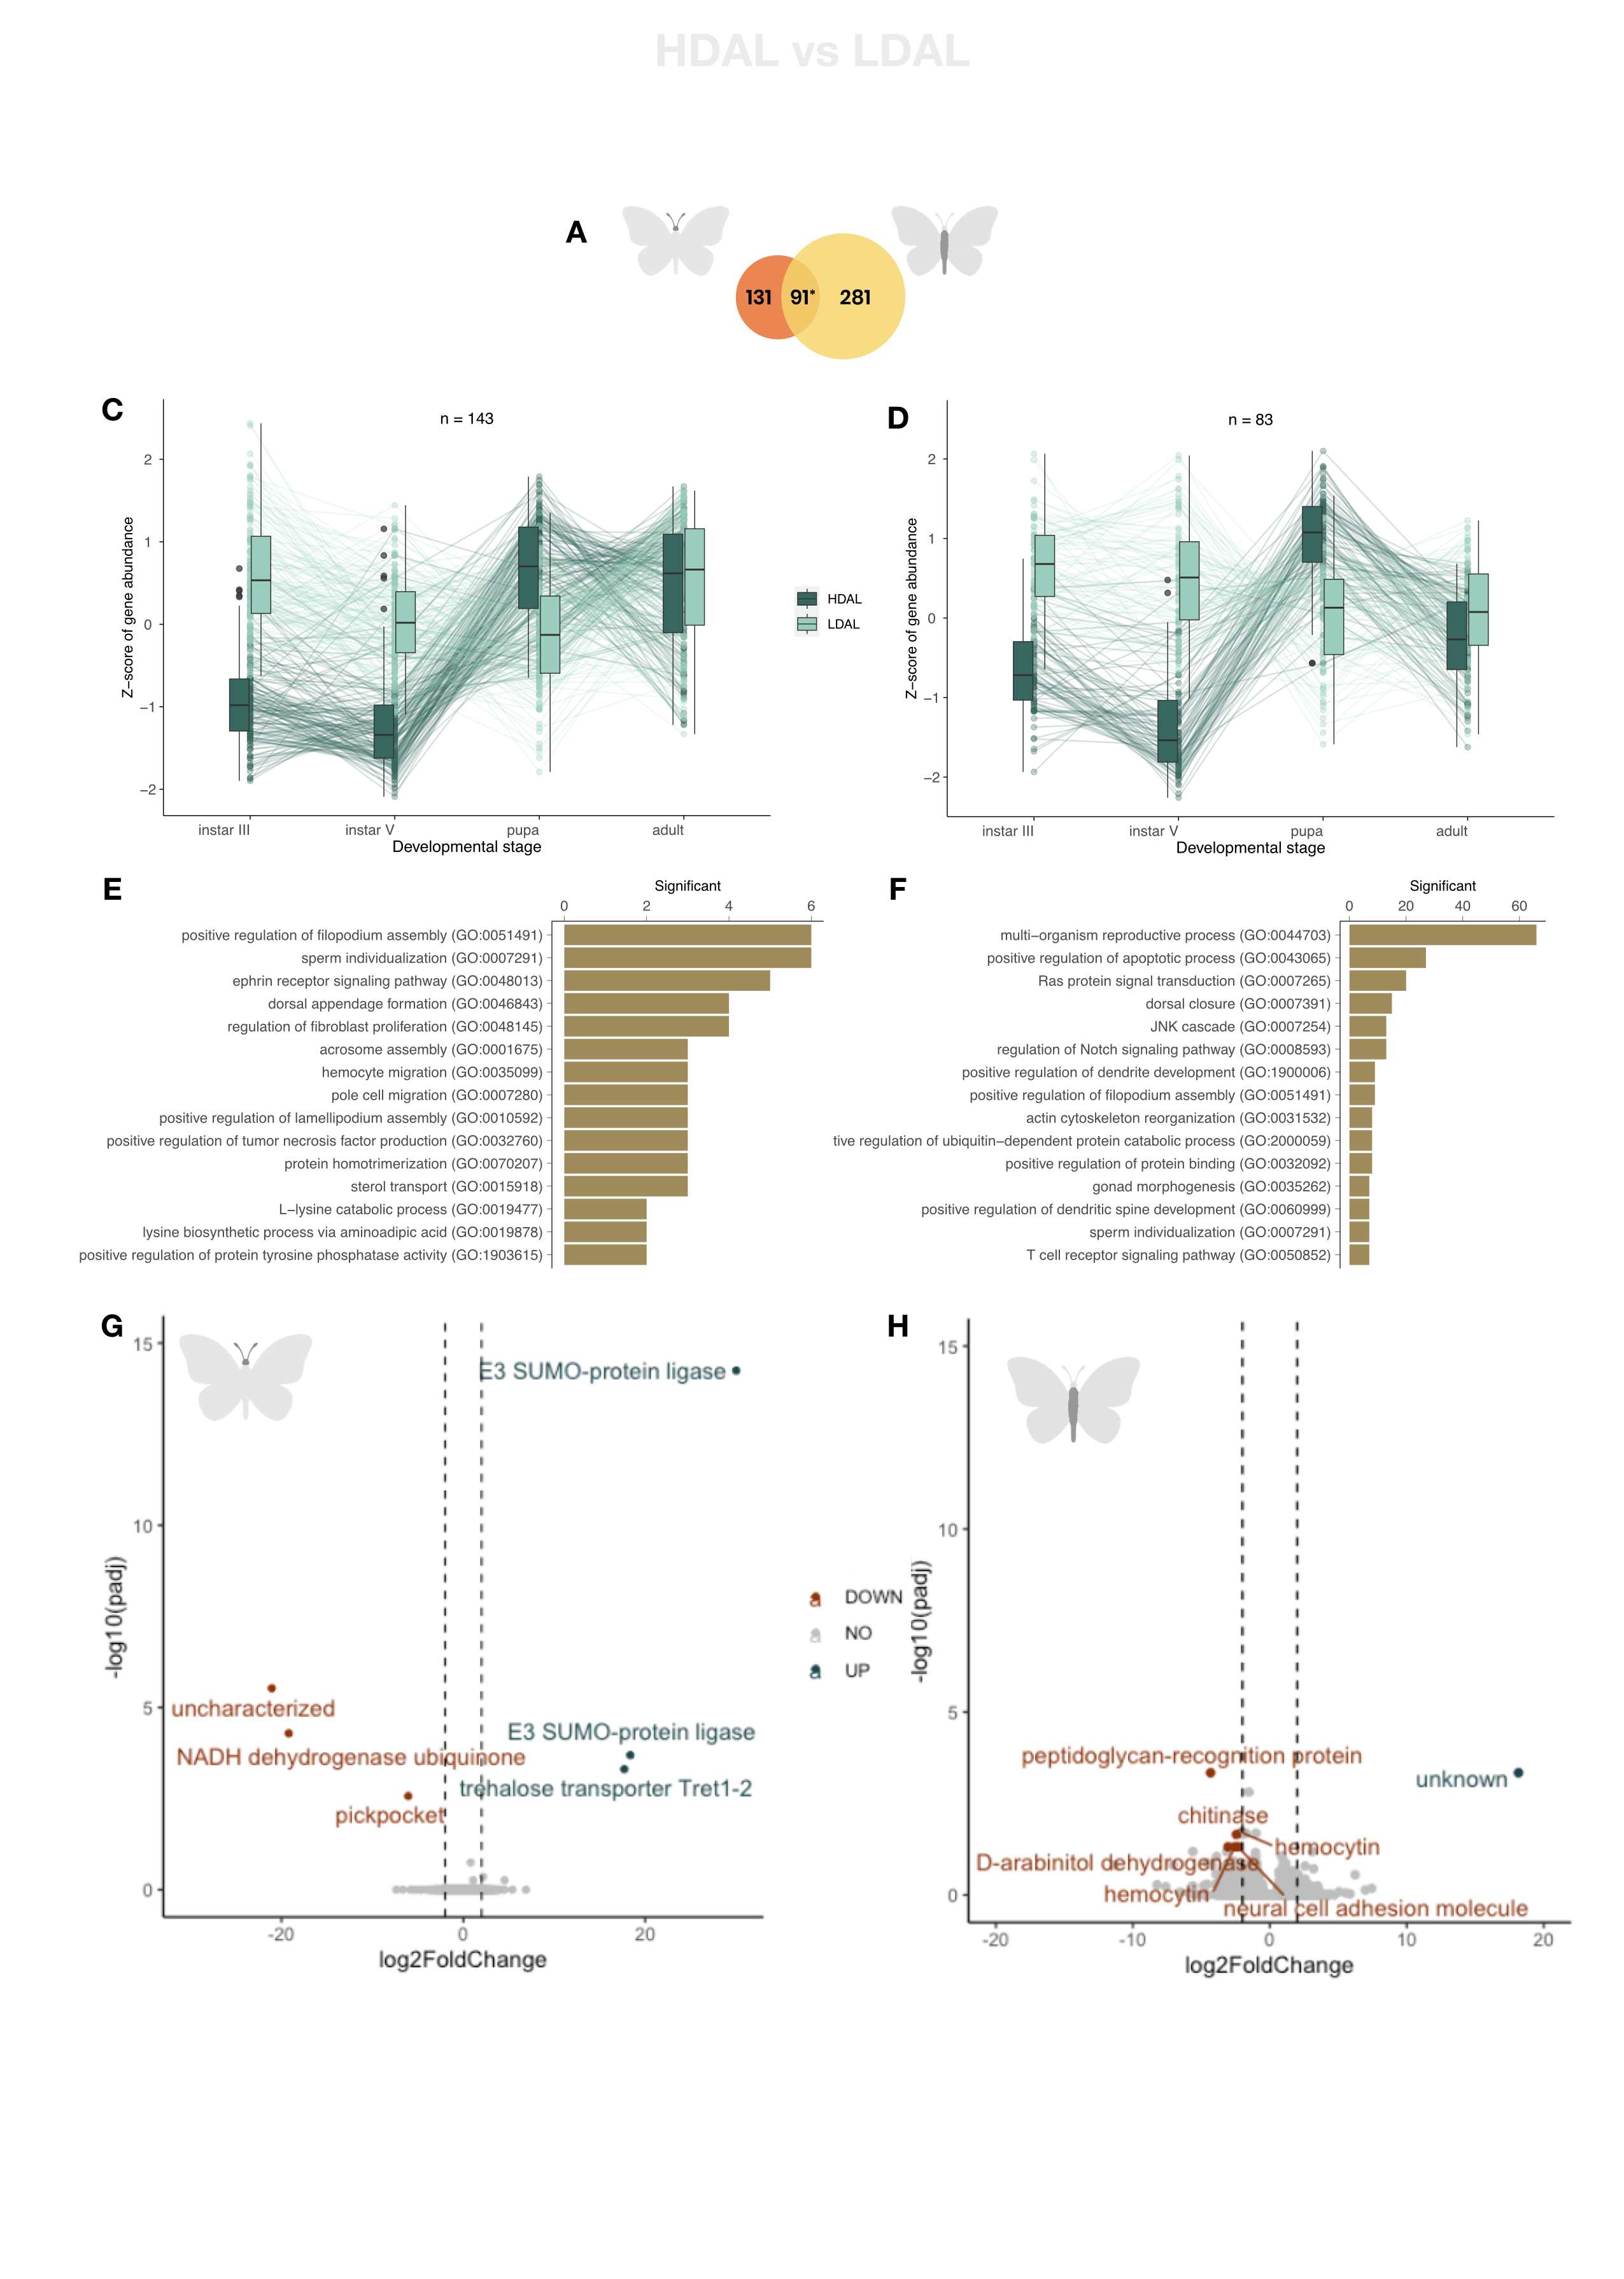 HDAL vs LDAL
A
131 91* 281
C
n = 143
Z−score of gene abundance
2
1
0
−1
−2
instar III instar V pupa adult
Developmental stage
HDAL
LDAL
D
n = 83
Z−score of gene abundance
2
1
0
−1
−2
instar III instar V pupa adult
Developmental stage
E
Significant
0 2 4 6
positive regulation of filopodium assembly (GO:0051491)
sperm individualization (GO:0007291)
ephrin receptor signaling pathway (GO:0048013)
dorsal appendage formation (GO:0046843)
regulation of fibroblast proliferation (GO:0048145)
acrosome assembly (GO:0001675)
hemocyte migration (GO:0035099)
pole cell migration (GO:0007280)
positive regulation of lamellipodium assembly (GO:0010592)
positive regulation of tumor necrosis factor production (GO:0032760)
protein homotrimerization (GO:0070207)
sterol transport (GO:0015918)
L−lysine catabolic process (GO:0019477)
lysine biosynthetic process via aminoadipic acid (GO:0019878)
positive regulation of protein tyrosine phosphatase activity (GO:1903615)
F
Significant
0 20 40 60
multi−organism reproductive process (GO:0044703)
positive regulation of apoptotic process (GO:0043065)
Ras protein signal transduction (GO:0007265)
dorsal closure (GO:0007391)
JNK cascade (GO:0007254)
regulation of Notch signaling pathway (GO:0008593)
positive regulation of dendrite development (GO:1900006)
positive regulation of filopodium assembly (GO:0051491)
actin cytoskeleton reorganization (GO:0031532)
tive regulation of ubiquitin−dependent protein catabolic process (GO:2000059)
positive regulation of protein binding (GO:0032092)
gonad morphogenesis (GO:0035262)
positive regulation of dendritic spine development (GO:0060999)
sperm individualization (GO:0007291)
T cell receptor signaling pathway (GO:0050852)
G
-log10(padj)
15
10
5
0
E3 SUMO-protein ligase
uncharacterized
E3 SUMO-protein ligase
NADH dehydrogenase ubiquinone
trehalose transporter Tret1-2
pickpocket
-20 0 20
log2FoldChange
a DOWN
a NO
a UP
H
-log10(padj)
15
10
5
0
peptidoglycan-recognition protein
unknown
chitinase
hemocytin
D-arabinitol dehydrogenase
hemocytin
neural cell adhesion molecule
-20 -10 0 10 20
log2FoldChange